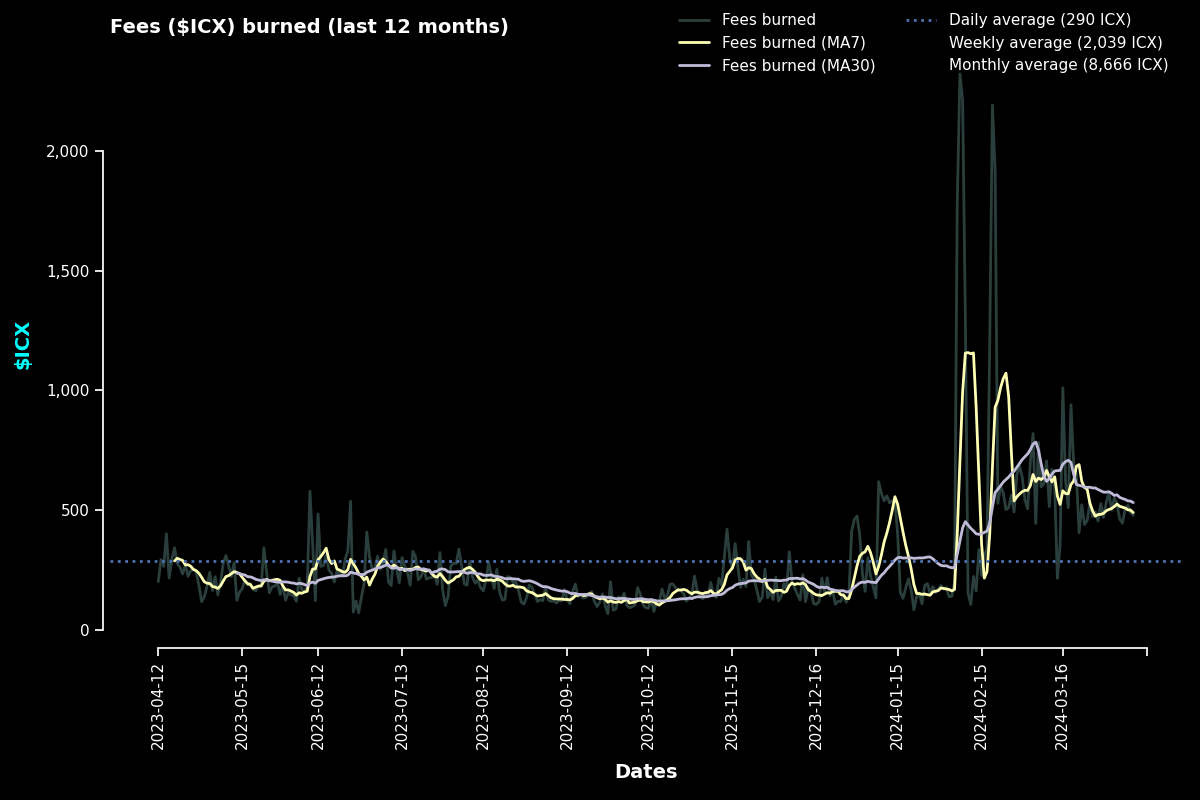 Fees ($ICX) burned (last 12 months)
Fees burned
Fees burned (MA7)
Fees burned (MA30)
Daily average (290 ICX)
Weekly average (2,039 ICX)
Monthly average (8,666 ICX)
$ICX
2,000
1,500
1,000
500
0
2023-04-12
2023-05-15
2023-06-12
2023-07-13
2023-08-12
2023-09-12
2023-10-12
2023-11-15
2023-12-16
2024-01-15
2024-02-15
2024-03-16
Dates